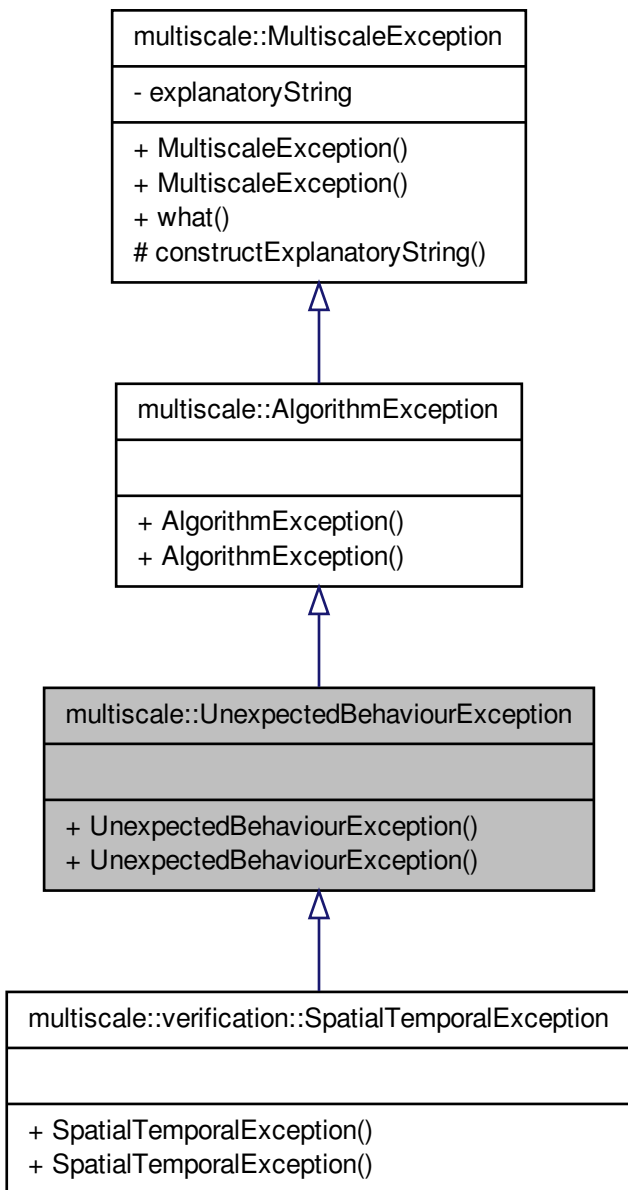 multiscale::MultiscaleException
- explanatoryString
+ MultiscaleException()
+ MultiscaleException()
+ what()
# constructExplanatoryString()
multiscale::AlgorithmException
+ AlgorithmException()
+ AlgorithmException()
multiscale::UnexpectedBehaviourException
+ UnexpectedBehaviourException()
+ UnexpectedBehaviourException()
multiscale::verification::SpatialTemporalException
+ SpatialTemporalException()
+ SpatialTemporalException()